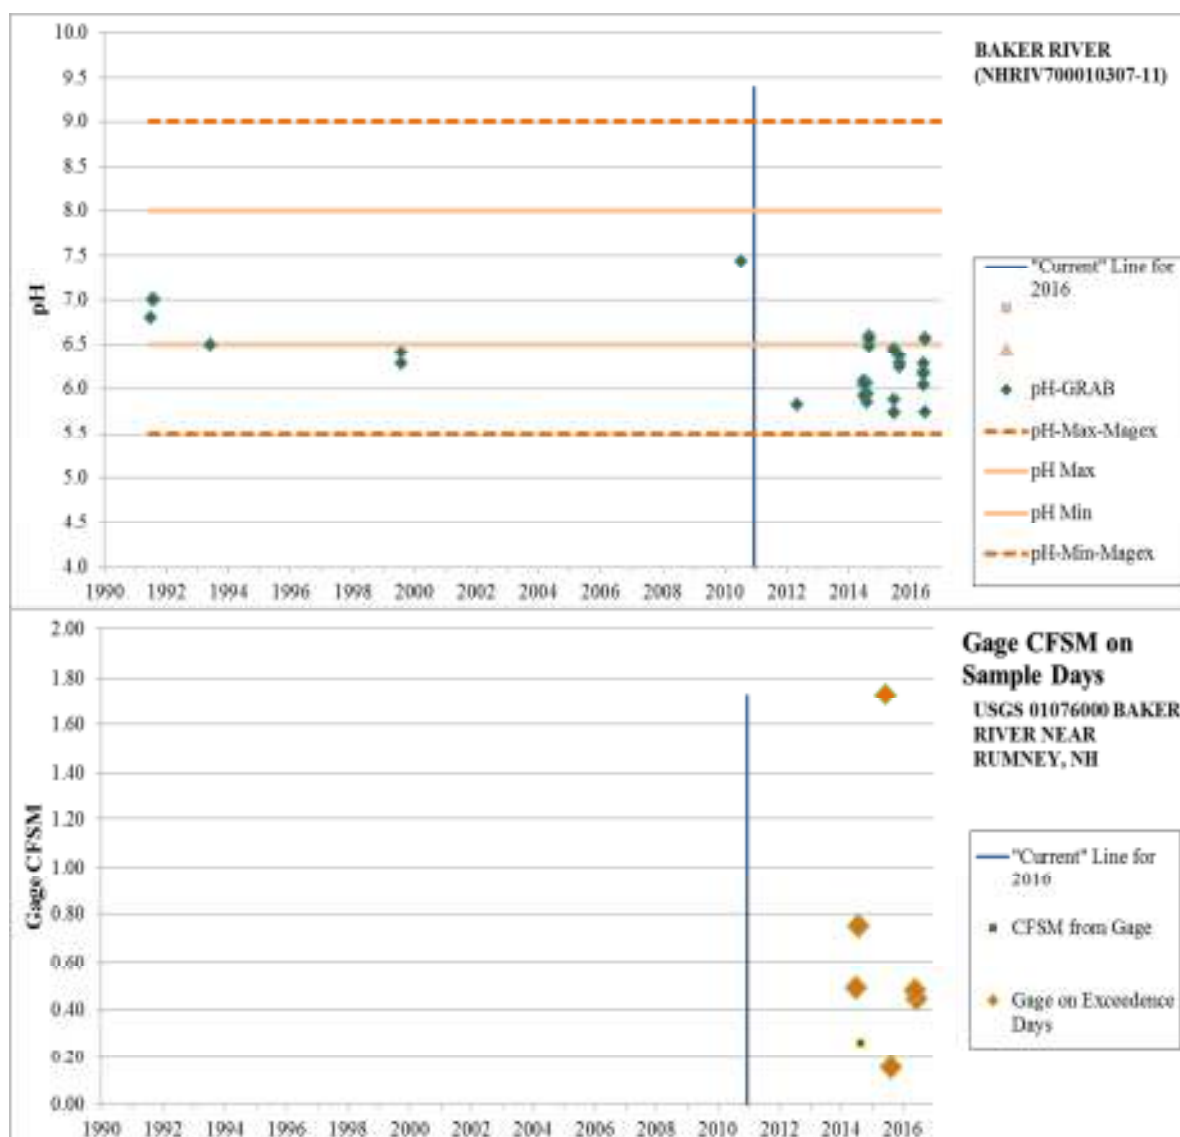 10.0
9.5
9.0
8.5
8.0
7.5
7.0
6.5
6.0
5.5
5.0
4.5
4.0
pH
1990 1992 1994 1996 1998 2000 2002 2004 2006 2008 2010 2012 2014 2016
BAKER RIVER
(NHRIV700010307-11)
"Current" Line for
2016
pH-GRAB
pH-Max-Magex
pH Max
pH Min
pH-Min-Magex
2.00
1.80
1.60
1.40
1.20
1.00
0.80
0.60
0.40
0.20
0.00
Gage CFSM
1990 1992 1994 1996 1998 2000 2002 2004 2006 2008 2010 2012 2014 2016
Gage CFSM on
Sample Days
USGS 01076000 BAKER
RIVER NEAR
RUMNEY, NH
"Current" Line for
2016
CFSM from Gage
Gage on Exceedence
Days